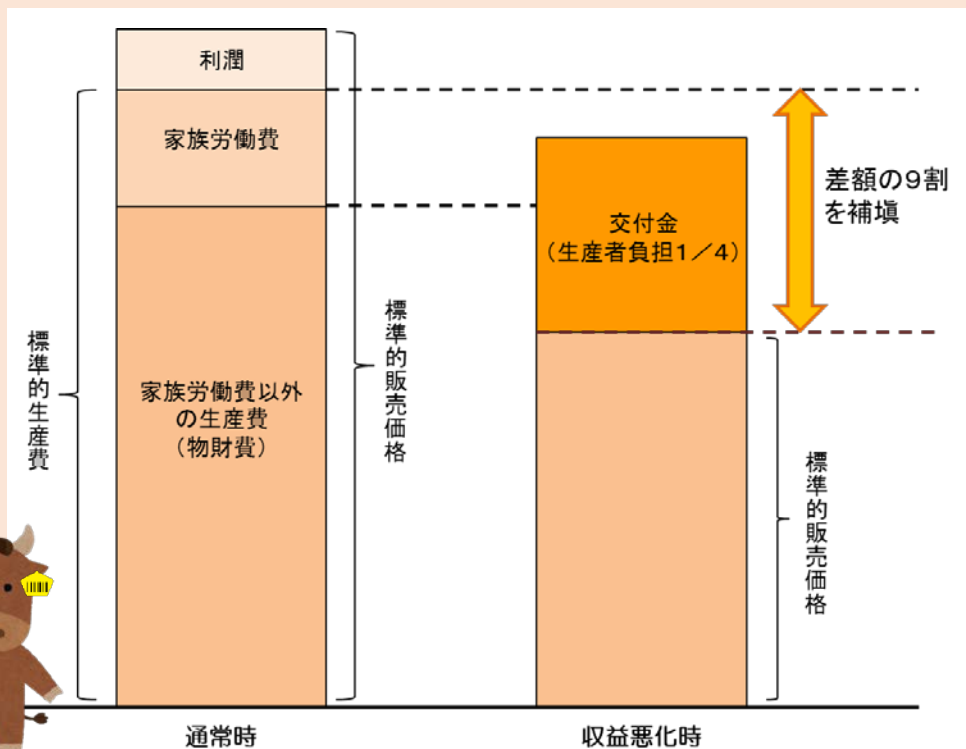 利潤
家族労働費
家族労働費以外
の生産費
（物財費）
標準的生産費
標準的販売価格
交付金
（生産者負担1／4）
差額の9割
を補塡
標準的販売価格
通常時
収益悪化時